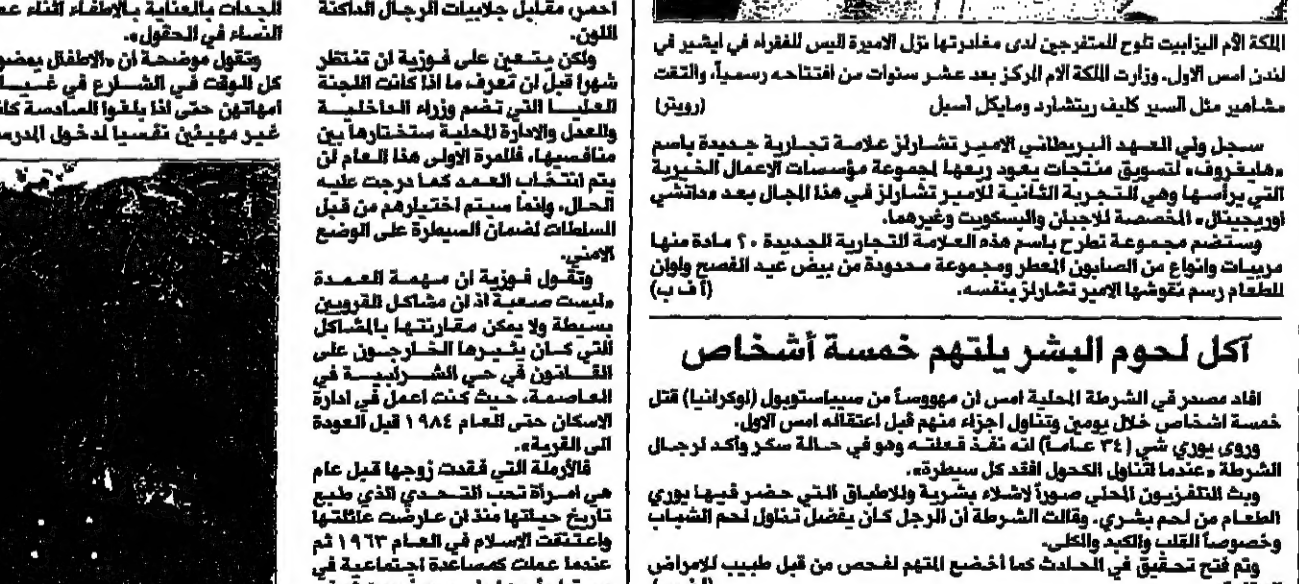 الملكة الأم اليزابيت تلوح للمتفرجين لدى مغادرتها نزل الاميرة اليس للفقراء في ايشير في
لندن امس الاول. وزارت الملكة الام المركز بعد عشر سنوات من افتتاحه رسمياً، والتقت
مشاهير مثل السير كليف ريتشارد ومايكل اسبل (رويتر)
سجل ولي العهد البريطاني الامير تشارلز علامة تجارية جديدة باسم
«هايغروف» لتسويق منتجات يعود ريعها لمجموعة مؤسسات الاعمال الخيرية
التي يرأسها وهي التجربة الثانية للامير تشارلز في هذا المجال بعد «داتشي
اوريجينال» المخصصة للاجبان والبسكويت وغيرهما.
وستضم مجموعة تطرح باسم هذه العلامة التجارية الجديدة ٢٠ مادة منها
مربيات وانواع من الصابون المعطر ومجموعة محدودة من بيض عيد الفصح واوان
للطعام رسم نقوشها الامير تشارلز بنفسه. (أ ف ب)
آكل لحوم البشر يلتهم خمسة أشخاص
افاد مصدر في الشرطة المحلية امس ان مهووساً من سيباستوبول (اوكرانيا) قتل
خمسة اشخاص خلال يومين وتناول اجزاء منهم قبل اعتقاله امس الاول.
وروى يوري شي (٣٤ عاماً) انه نفذ فعلته وهو في حالة سكر وأكد لرجال
الشرطة «عندما اتناول الكحول افقد كل سيطرة».
وبث التلفزيون المحلي صوراً لاشلاء بشرية وللاطباق التي حضر فيها يوري
الطعام من لحم بشري. وقالت الشرطة أن الرجل كان يفضل تناول لحم الشباب
وخصوصاً القلب والكبد والكلى.
وتم فتح تحقيق في الحادث كما أخضع المتهم لفحص من قبل طبيب للامراض
احمر، مقابل جلابيات الرجال الداكنة
اللون.
ولكن يتعين على فوزية ان تنتظر
شهرا قبل ان تعرف ما اذا كانت اللجنة
العليا التي تضم وزراء الداخلية
والعمل والادارة المحلية ستختارها بين
منافسيها، فللمرة الاولى هذا العام لن
يتم انتخاب العمد كما درجت عليه
الحال، وانما سيتم اختيارهم من قبل
السلطات لضمان السيطرة على الوضع
الامني.
وتقول فوزية ان مهمة العمدة
«ليست صعبة اذ ان مشاكل القرويين
بسيطة ولا يمكن مقارنتها بالمشاكل
التي كان يثيرها الخارجون على
القانون في حي الشرابية في
العاصمة، حيث كنت اعمل في ادارة
الاسكان حتى العام ١٩٨٤ قبل العودة
الى القرية».
فالأرملة التي فقدت زوجها قبل عام
هي امرأة تحب التحدي الذي طبع
تاريخ حياتها منذ ان عارضت عائلتها
واعتنقت الإسلام في العام ١٩٦٣ ثم
عندما عملت كمساعدة اجتماعية في
الجدات بالعناية بالاطفال اثناء
النساء في الحقول».
وتقول موضحة ان «الاطفال
كل الوقت في الشارع في
امهاتهن حتى اذا بلغوا السادسة
غير مهيئين نفسيا لدخول